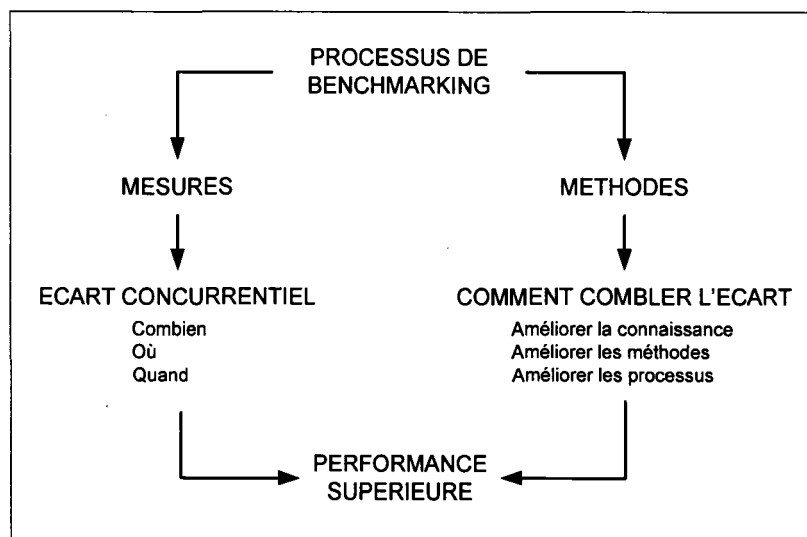 PROCESSUS DE
BENCHMARKING
MESURES
METHODES
ECART CONCURRENTIEL
Combien
Où
Quand
COMMENT COMBLER L'ECART
Améliorer la connaissance
Améliorer les méthodes
Améliorer les processus
PERFORMANCE
SUPERIEURE